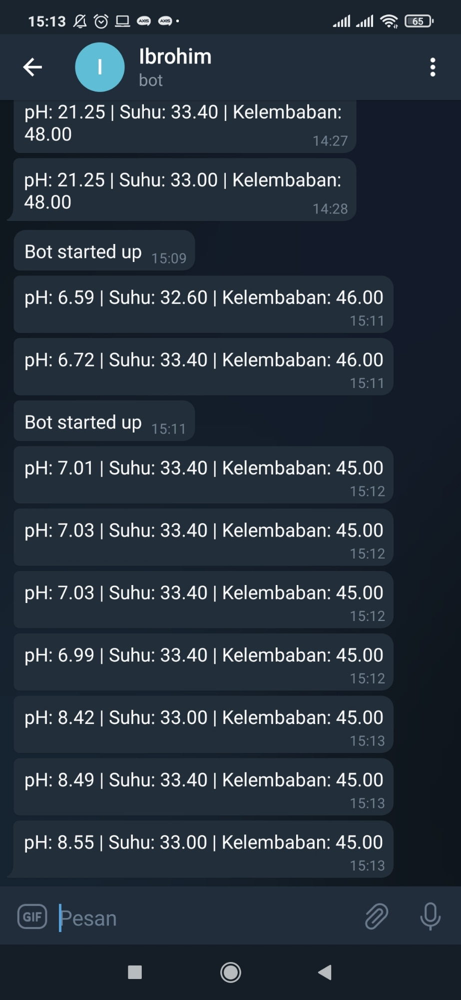 15:13
AXIS AXIS
65
I
Ibrohim
bot
pH: 21.25 | Suhu: 33.40 | Kelembaban:
48.00
14:27
pH: 21.25 | Suhu: 33.00 | Kelembaban:
48.00
14:28
Bot started up 15:09
pH: 6.59 | Suhu: 32.60 | Kelembaban: 46.00
15:11
pH: 6.72 | Suhu: 33.40 | Kelembaban: 46.00
15:11
Bot started up 15:11
pH: 7.01 | Suhu: 33.40 | Kelembaban: 45.00
15:12
pH: 7.03 | Suhu: 33.40 | Kelembaban: 45.00
15:12
pH: 7.03 | Suhu: 33.40 | Kelembaban: 45.00
15:12
pH: 6.99 | Suhu: 33.40 | Kelembaban: 45.00
15:12
pH: 8.42 | Suhu: 33.00 | Kelembaban: 45.00
15:13
pH: 8.49 | Suhu: 33.40 | Kelembaban: 45.00
15:13
pH: 8.55 | Suhu: 33.00 | Kelembaban: 45.00
15:13
GIF Pesan